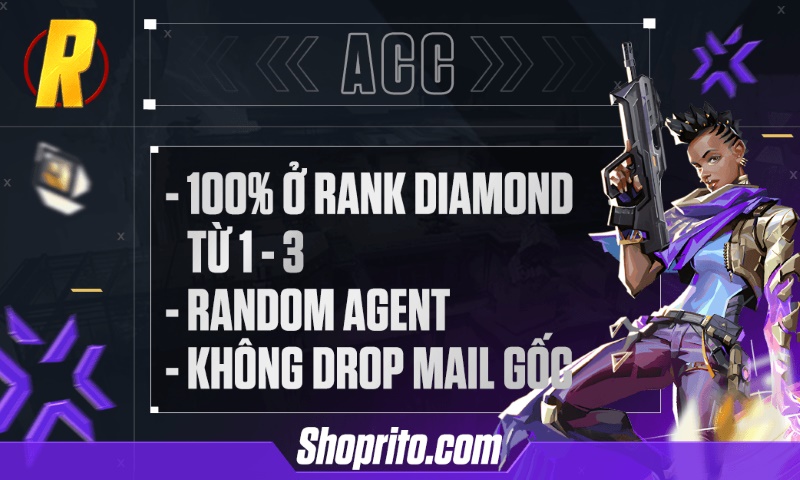 R
ACC
- 100% Ở RANK DIAMOND
TỪ 1 - 3
- RANDOM AGENT
- KHÔNG DROP MAIL GỐC
Shoprito.com